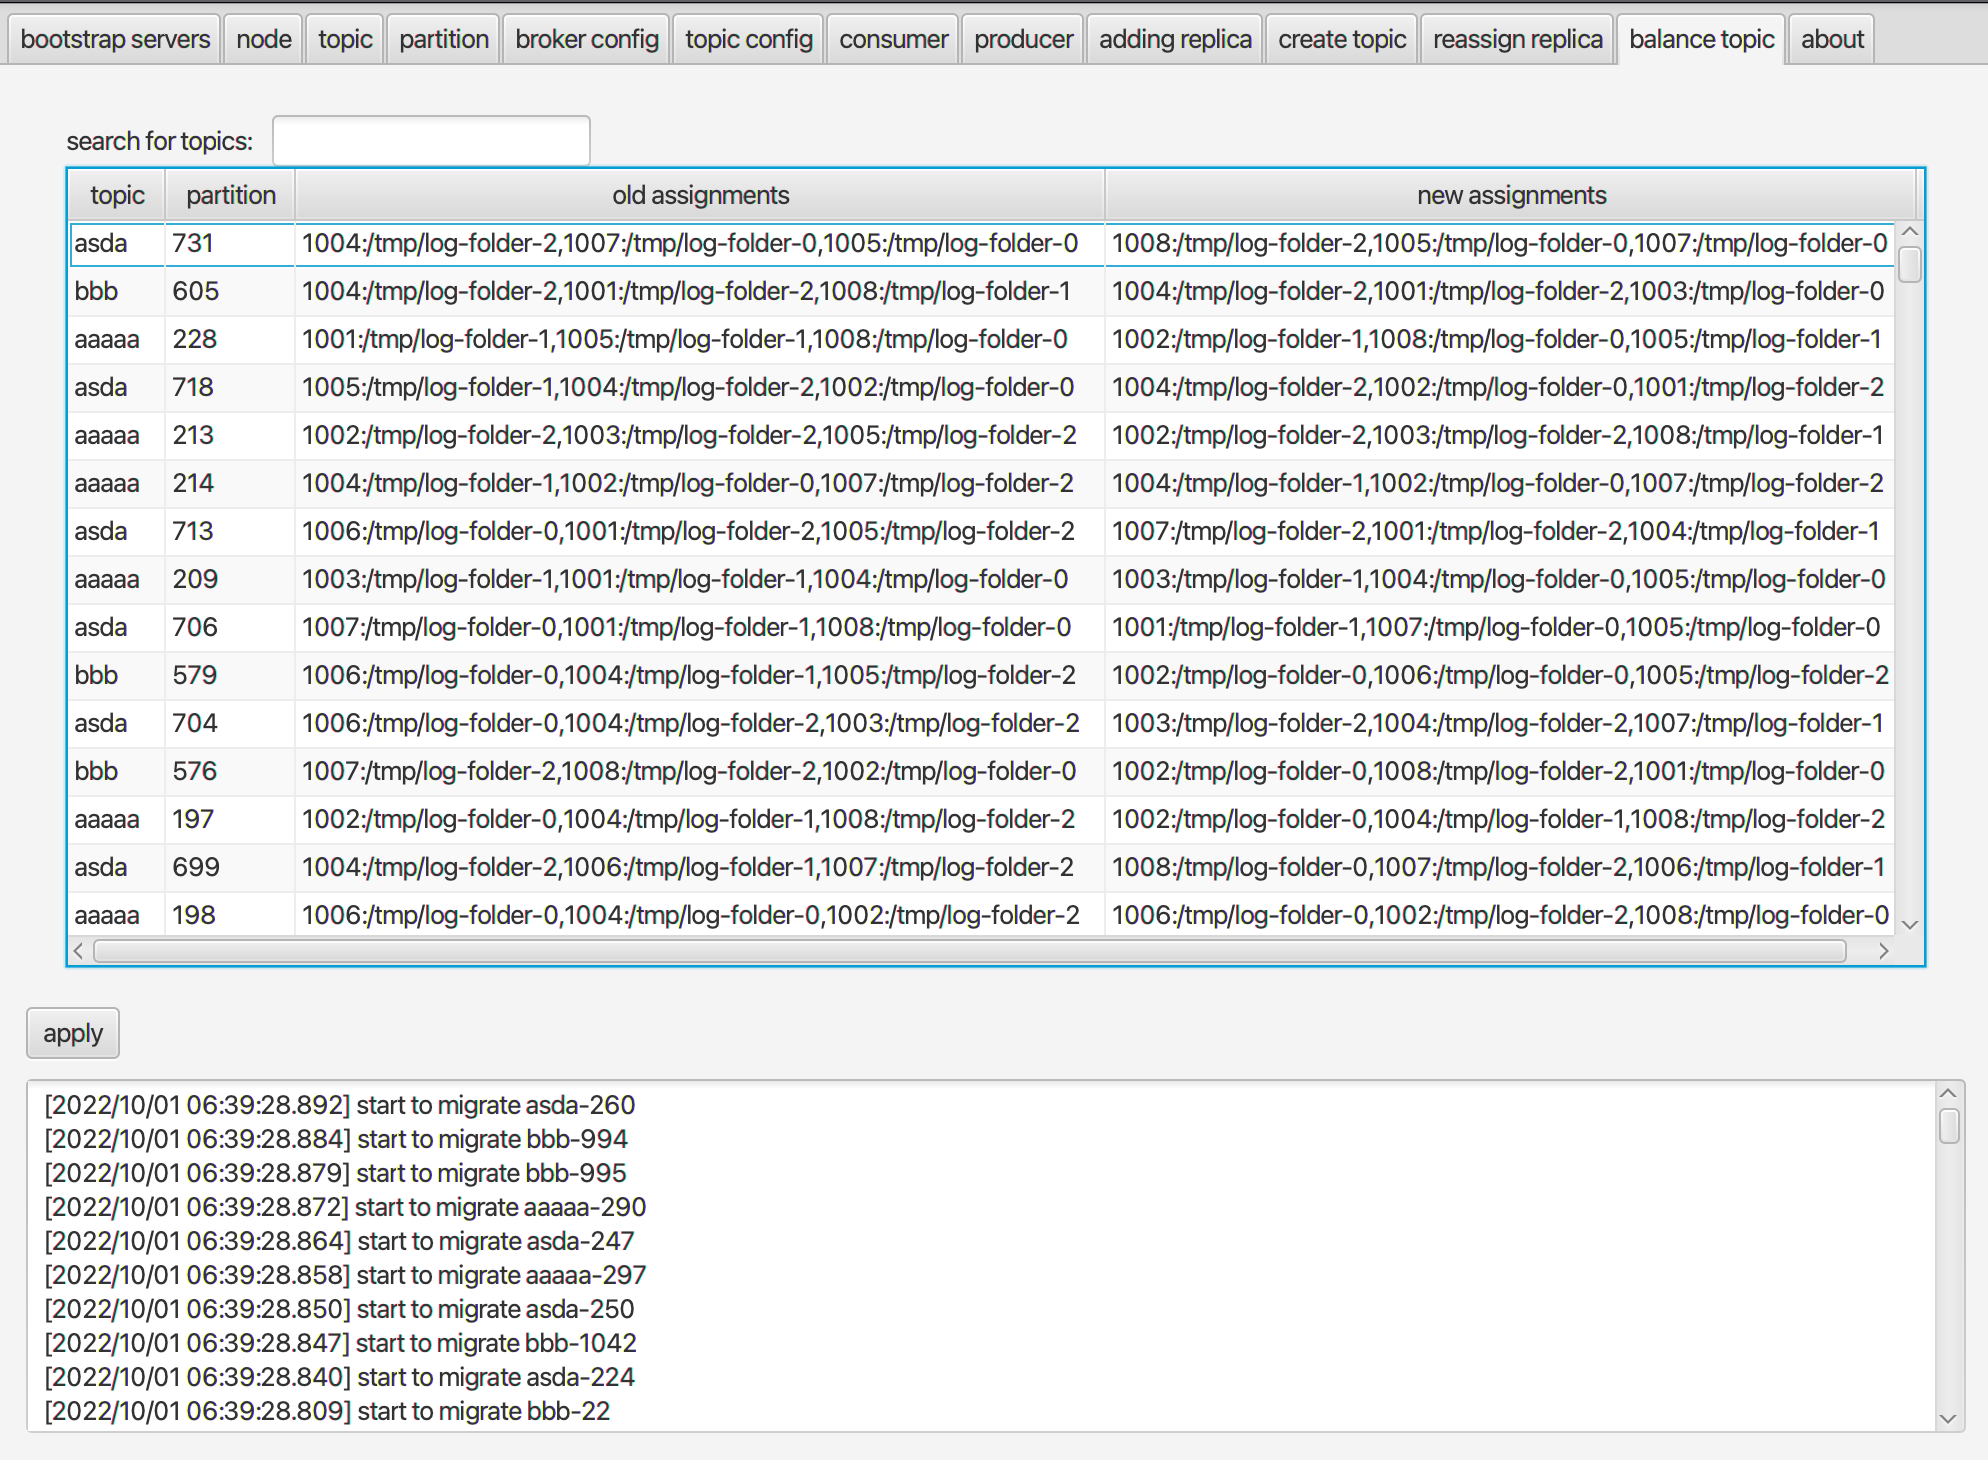 bootstrap servers node topic partition broker config topic config consumer producer adding replica create topic reassign replica balance topic about
search for topics:
topic partition old assignments new assignments
asda 731 1004:/tmp/log-folder-2,1007:/tmp/log-folder-0,1005:/tmp/log-folder-0 1008:/tmp/log-folder-2,1005:/tmp/log-folder-0,1007:/tmp/log-folder-0
bbb 605 1004:/tmp/log-folder-2,1001:/tmp/log-folder-2,1008:/tmp/log-folder-1 1004:/tmp/log-folder-2,1001:/tmp/log-folder-2,1003:/tmp/log-folder-0
aaaaa 228 1001:/tmp/log-folder-1,1005:/tmp/log-folder-1,1008:/tmp/log-folder-0 1002:/tmp/log-folder-1,1008:/tmp/log-folder-0,1005:/tmp/log-folder-1
asda 718 1005:/tmp/log-folder-1,1004:/tmp/log-folder-2,1002:/tmp/log-folder-0 1004:/tmp/log-folder-2,1002:/tmp/log-folder-0,1001:/tmp/log-folder-2
aaaaa 213 1002:/tmp/log-folder-2,1003:/tmp/log-folder-2,1005:/tmp/log-folder-2 1002:/tmp/log-folder-2,1003:/tmp/log-folder-2,1008:/tmp/log-folder-1
aaaaa 214 1004:/tmp/log-folder-1,1002:/tmp/log-folder-0,1007:/tmp/log-folder-2 1004:/tmp/log-folder-1,1002:/tmp/log-folder-0,1007:/tmp/log-folder-2
asda 713 1006:/tmp/log-folder-0,1001:/tmp/log-folder-2,1005:/tmp/log-folder-2 1007:/tmp/log-folder-2,1001:/tmp/log-folder-2,1004:/tmp/log-folder-1
aaaaa 209 1003:/tmp/log-folder-1,1001:/tmp/log-folder-1,1004:/tmp/log-folder-0 1003:/tmp/log-folder-1,1004:/tmp/log-folder-0,1005:/tmp/log-folder-0
asda 706 1007:/tmp/log-folder-0,1001:/tmp/log-folder-1,1008:/tmp/log-folder-0 1001:/tmp/log-folder-1,1007:/tmp/log-folder-0,1005:/tmp/log-folder-0
bbb 579 1006:/tmp/log-folder-0,1004:/tmp/log-folder-1,1005:/tmp/log-folder-2 1002:/tmp/log-folder-0,1006:/tmp/log-folder-0,1005:/tmp/log-folder-2
asda 704 1006:/tmp/log-folder-0,1004:/tmp/log-folder-2,1003:/tmp/log-folder-2 1003:/tmp/log-folder-2,1004:/tmp/log-folder-2,1007:/tmp/log-folder-1
bbb 576 1007:/tmp/log-folder-2,1008:/tmp/log-folder-2,1002:/tmp/log-folder-0 1002:/tmp/log-folder-0,1008:/tmp/log-folder-2,1001:/tmp/log-folder-0
aaaaa 197 1002:/tmp/log-folder-0,1004:/tmp/log-folder-1,1008:/tmp/log-folder-2 1002:/tmp/log-folder-0,1004:/tmp/log-folder-1,1008:/tmp/log-folder-2
asda 699 1004:/tmp/log-folder-2,1006:/tmp/log-folder-1,1007:/tmp/log-folder-2 1008:/tmp/log-folder-0,1007:/tmp/log-folder-2,1006:/tmp/log-folder-1
aaaaa 198 1006:/tmp/log-folder-0,1004:/tmp/log-folder-0,1002:/tmp/log-folder-2 1006:/tmp/log-folder-0,1002:/tmp/log-folder-2,1008:/tmp/log-folder-0
apply
[2022/10/01 06:39:28.892] start to migrate asda-260
[2022/10/01 06:39:28.884] start to migrate bbb-994
[2022/10/01 06:39:28.879] start to migrate bbb-995
[2022/10/01 06:39:28.872] start to migrate aaaaa-290
[2022/10/01 06:39:28.864] start to migrate asda-247
[2022/10/01 06:39:28.858] start to migrate aaaaa-297
[2022/10/01 06:39:28.850] start to migrate asda-250
[2022/10/01 06:39:28.847] start to migrate bbb-1042
[2022/10/01 06:39:28.840] start to migrate asda-224
[2022/10/01 06:39:28.809] start to migrate bbb-22